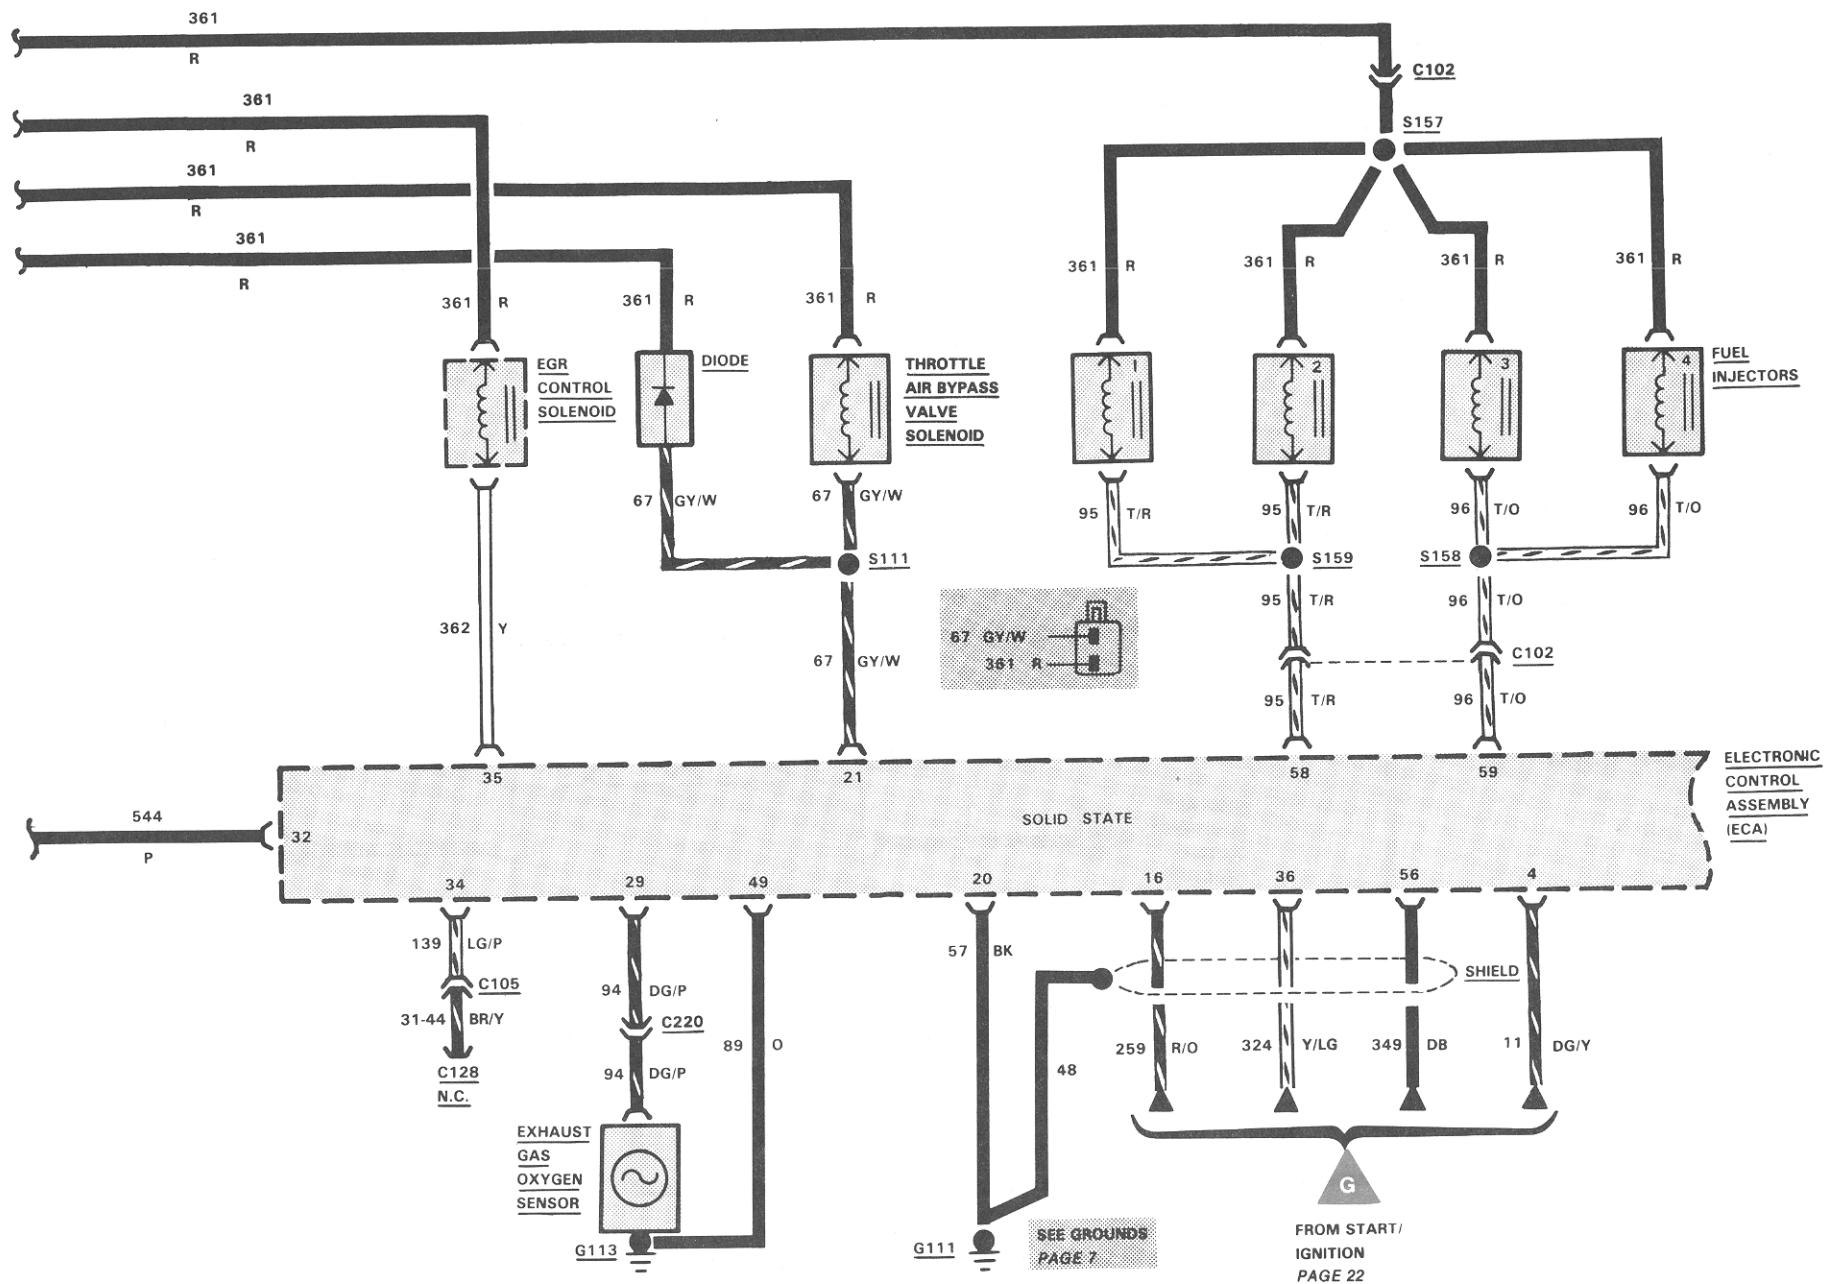 361
R
C102
361
R
S157
361
R
361
R
361 R
361 R
361 R
361 R
361 R
361 R
361 R
EGR
CONTROL
SOLENOID
DIODE
THROTTLE
AIR BYPASS
VALVE
SOLENOID
1
2
3
4
FUEL
INJECTORS
67 GY/W
67 GY/W
95 T/R
95 T/R
96 T/O
96 T/O
S111
S159
S158
362 Y
67 GY/W
67 GY/W
361 R
95 T/R
96 T/O
C102
95 T/R
96 T/O
35
21
58
59
ELECTRONIC
CONTROL
ASSEMBLY
(ECA)
SOLID STATE
544
P
32
34
29
49
20
16
36
56
4
139 LG/P
C105
31-44 BR/Y
C128
N.C.
94 DG/P
C220
94 DG/P
89 O
57 BK
SHIELD
48
259 R/O
324 Y/LG
349 DB
11 DG/Y
EXHAUST
GAS
OXYGEN
SENSOR
G113
G111
SEE GROUNDS
PAGE 7
G
FROM START/
IGNITION
PAGE 22